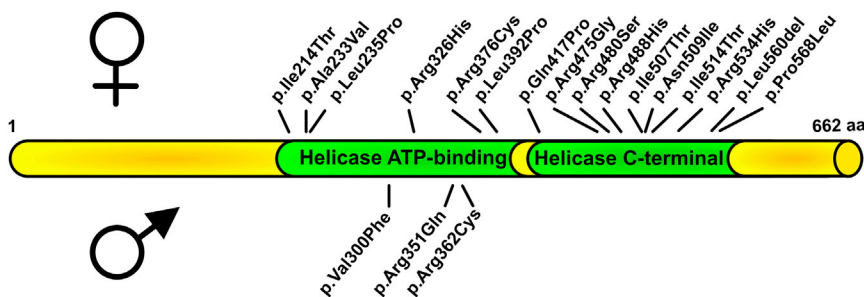 p.Ile214Thr
p.Ala233Val
p.Leu235Pro
p.Arg326His
p.Arg376Cys
p.Leu392Pro
p.Gln417Pro
p.Arg475Gly
p.Arg480Ser
p.Arg488His
p.Ile507Thr
p.Asn509Ile
p.Ile514Thr
p.Arg534His
p.Leu560del
p.Pro568Leu
1
662 aa
Helicase ATP-binding
Helicase C-terminal
p.Val300Phe
p.Arg351Gln
p.Arg362Cys